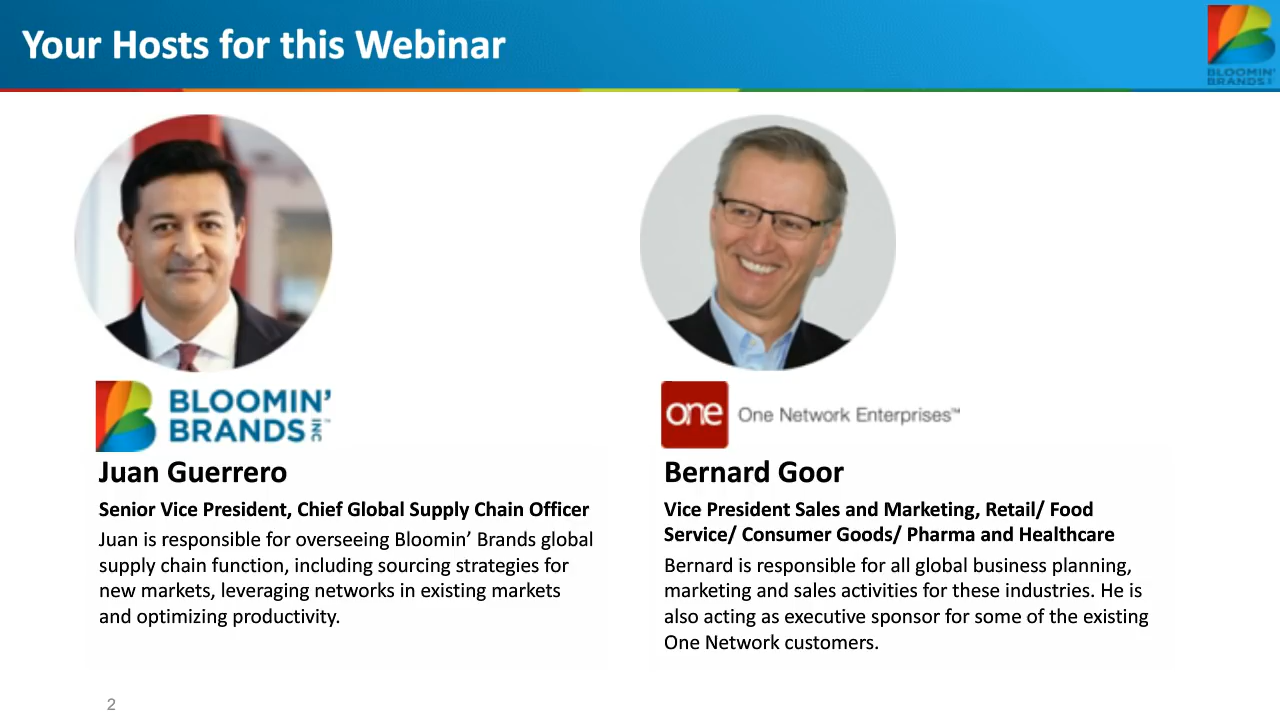 Your Hosts for this Webinar
BLOOMIN'
BRANDS INC
BLOOMIN'
BRANDS INC
one One Network Enterprises™
Juan Guerrero
Senior Vice President, Chief Global Supply Chain Officer
Juan is responsible for overseeing Bloomin’ Brands global
supply chain function, including sourcing strategies for
new markets, leveraging networks in existing markets
and optimizing productivity.
Bernard Goor
Vice President Sales and Marketing, Retail/ Food
Service/ Consumer Goods/ Pharma and Healthcare
Bernard is responsible for all global business planning,
marketing and sales activities for these industries. He is
also acting as executive sponsor for some of the existing
One Network customers.
2